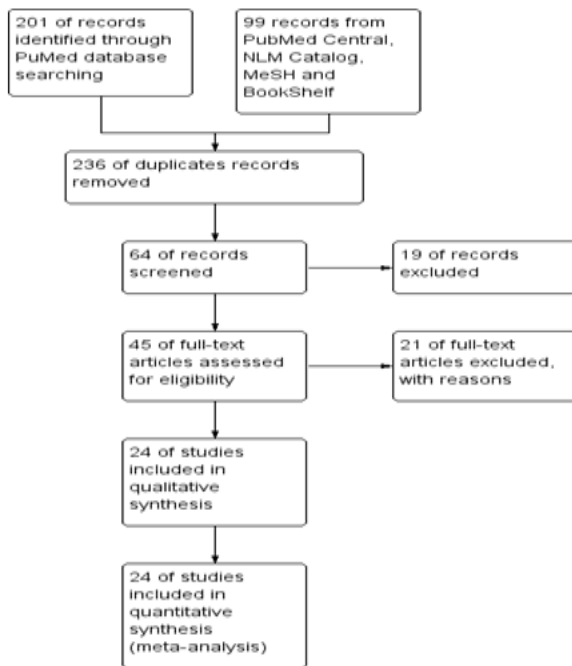 201 of records
identified through
PuMed database
searching
99 records from
PubMed Central,
NLM Catalog,
MeSH and
BookShelf
236 of duplicates records
removed
64 of records
screened
19 of records
excluded
45 of full-text
articles assessed
for eligibility
21 of full-text
articles excluded,
with reasons
24 of studies
included in
qualitative
synthesis
24 of studies
included in
quantitative
synthesis
(meta-analysis)